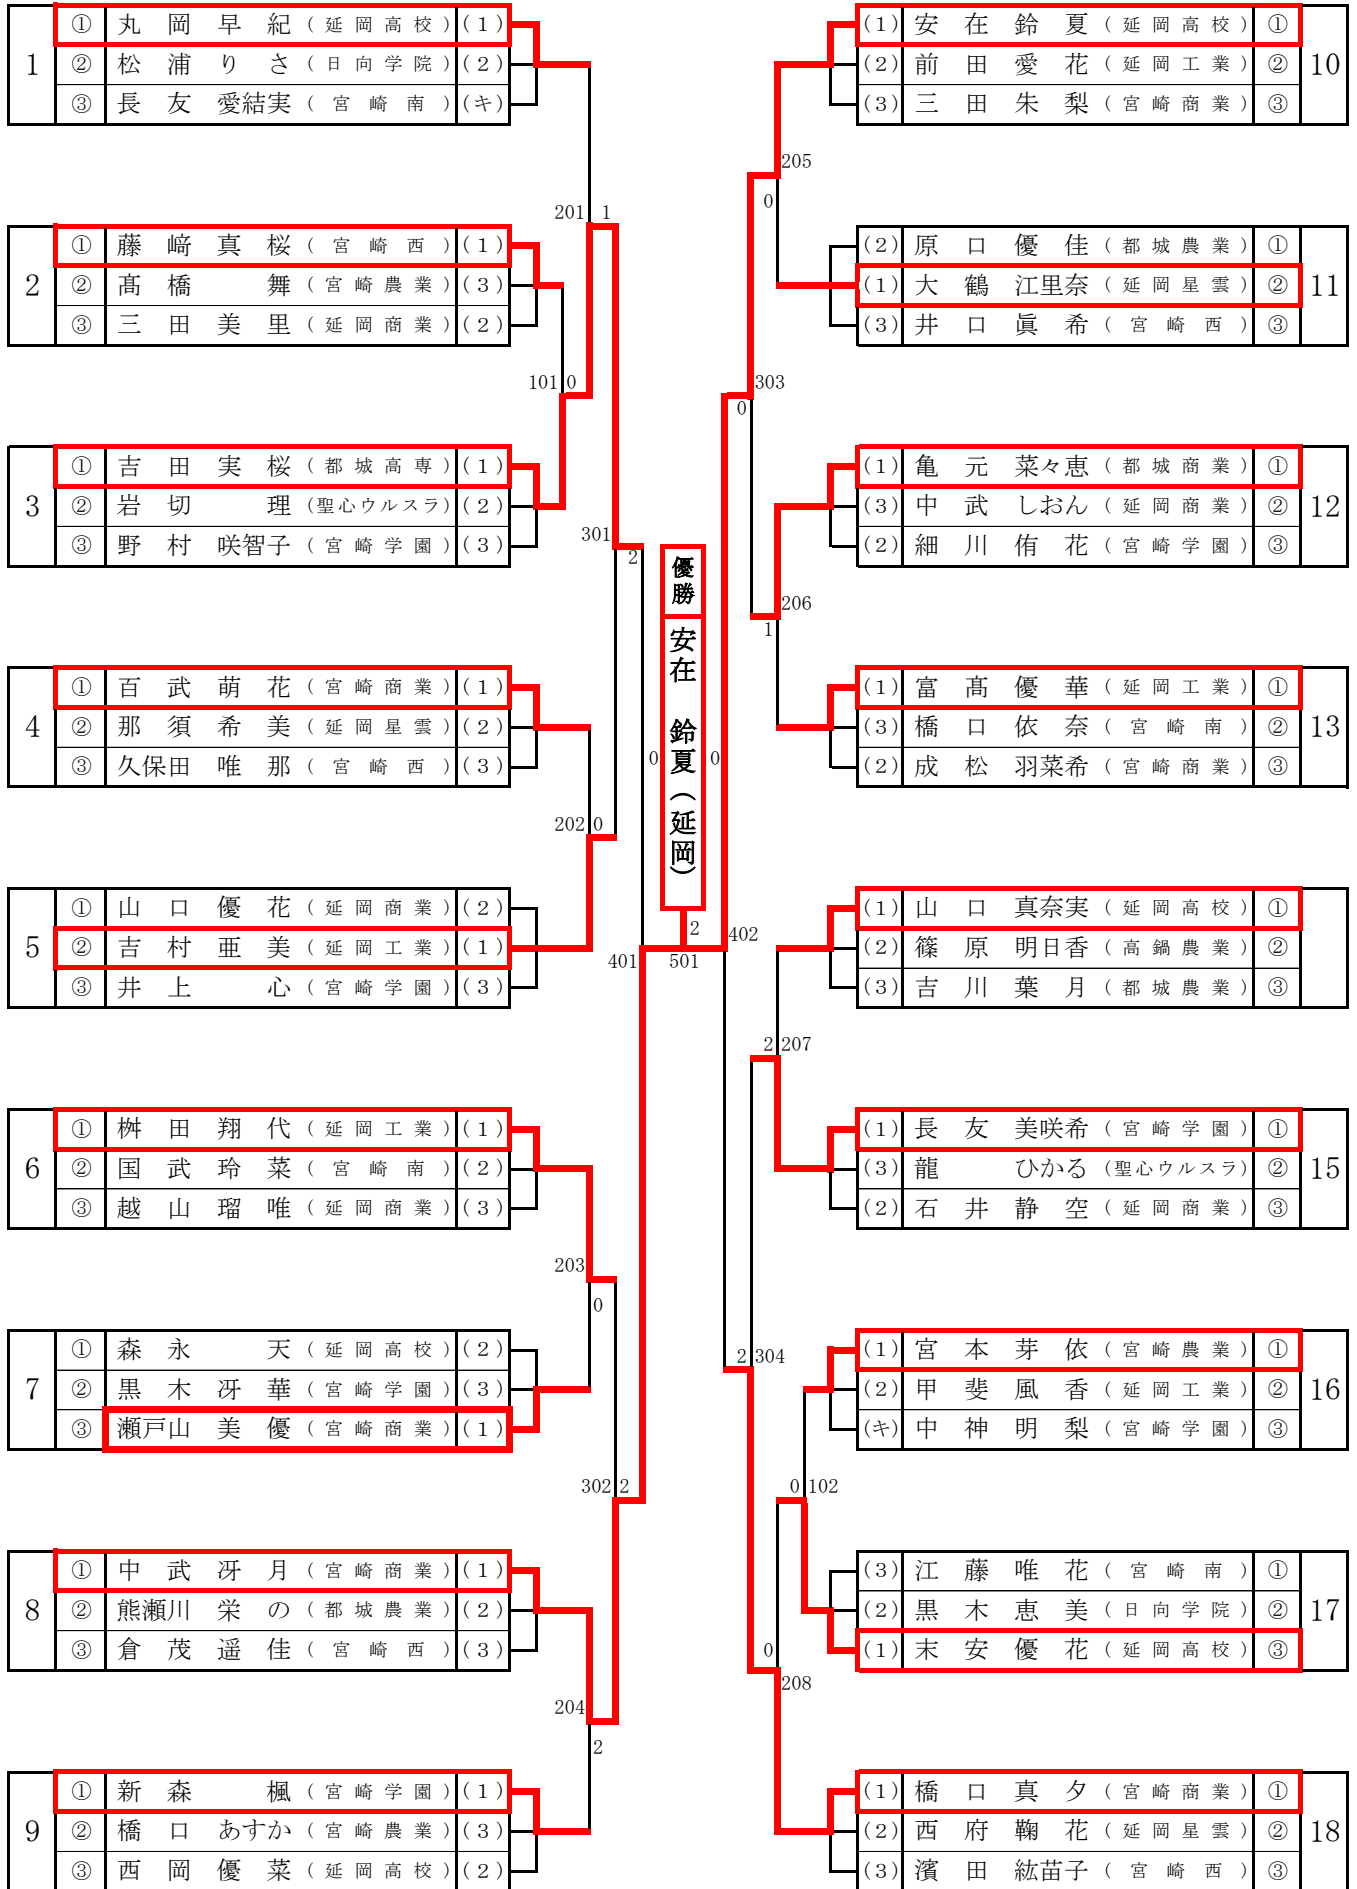 1
① 丸岡 早紀 (延岡高校) (1)
② 松浦 りさ (日向学院) (2)
③ 長友 愛結実 (宮崎南) (キ)
2
① 藤﨑 真桜 (宮崎西) (1)
② 髙橋 舞 (宮崎農業) (3)
③ 三田 美里 (延岡商業) (2)
3
① 吉田 実桜 (都城高専) (1)
② 岩切 理 (聖心ウルスラ) (2)
③ 野村 咲智子 (宮崎学園) (3)
4
① 百武 萌花 (宮崎商業) (1)
② 那須 希美 (延岡星雲) (2)
③ 久保田 唯那 (宮崎西) (3)
5
① 山口 優花 (延岡商業) (2)
② 吉村 亜美 (延岡工業) (1)
③ 井上 心 (宮崎学園) (3)
6
① 桝田 翔代 (延岡工業) (1)
② 国武 玲菜 (宮崎南) (2)
③ 越山 瑠唯 (延岡商業) (3)
7
① 森永 天 (延岡高校) (2)
② 黒木 冴華 (宮崎学園) (3)
③ 瀬戸山 美優 (宮崎商業) (1)
8
① 中武 冴月 (宮崎商業) (1)
② 熊瀬川 栄の (都城農業) (2)
③ 倉茂 遥佳 (宮崎西) (3)
9
① 新森 楓 (宮崎学園) (1)
② 橋口 あすか (宮崎農業) (3)
③ 西岡 優菜 (延岡高校) (2)
201 1
101 0
301
2
202 0
203
0
302 2
204
2
401
0
優勝
安在 鈴夏(延岡)
2
501
0
402
205
0
303
0
206
1
2 207
2 304
0 102
0
208
(1) 安在 鈴夏 (延岡高校) ①
(2) 前田 愛花 (延岡工業) ②
(3) 三田 朱梨 (宮崎商業) ③
10
(2) 原口 優佳 (都城農業) ①
(1) 大鶴 江里奈 (延岡星雲) ②
(3) 井口 眞希 (宮崎西) ③
11
(1) 亀元 菜々恵 (都城商業) ①
(3) 中武 しおん (延岡商業) ②
(2) 細川 侑花 (宮崎学園) ③
12
(1) 富髙 優華 (延岡工業) ①
(3) 橋口 依奈 (宮崎南) ②
(2) 成松 羽菜希 (宮崎商業) ③
13
(1) 山口 真奈実 (延岡高校) ①
(2) 篠原 明日香 (高鍋農業) ②
(3) 吉川 葉月 (都城農業) ③
(1) 長友 美咲希 (宮崎学園) ①
(3) 龍 ひかる (聖心ウルスラ) ②
(2) 石井 静空 (延岡商業) ③
15
(1) 宮本 芽依 (宮崎農業) ①
(2) 甲斐 風香 (延岡工業) ②
(キ) 中神 明梨 (宮崎学園) ③
16
(3) 江藤 唯花 (宮崎南) ①
(2) 黒木 恵美 (日向学院) ②
(1) 末安 優花 (延岡高校) ③
17
(1) 橋口 真夕 (宮崎商業) ①
(2) 西府 鞠花 (延岡星雲) ②
(3) 濱田 紘苗子 (宮崎西) ③
18